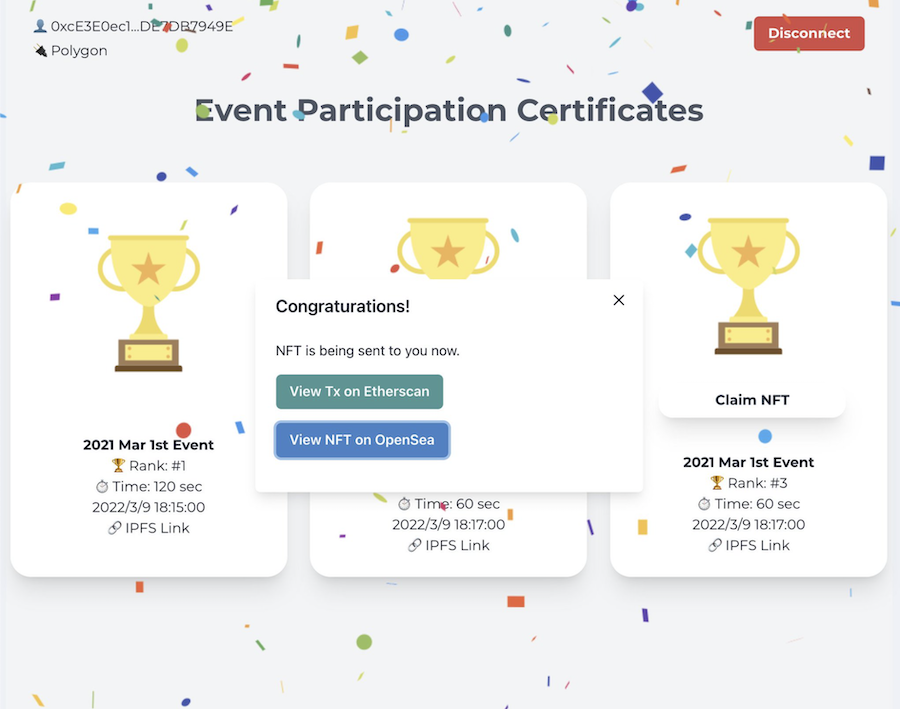 0xcE3E0ec1...DE7DB7949E
Polygon
Disconnect
Event Participation Certificates
Congraturations!
NFT is being sent to you now.
View Tx on Etherscan
View NFT on OpenSea
2021 Mar 1st Event
Rank: #1
Time: 120 sec
2022/3/9 18:15:00
IPFS Link
Time: 60 sec
2022/3/9 18:17:00
IPFS Link
Claim NFT
2021 Mar 1st Event
Rank: #3
Time: 60 sec
2022/3/9 18:17:00
IPFS Link